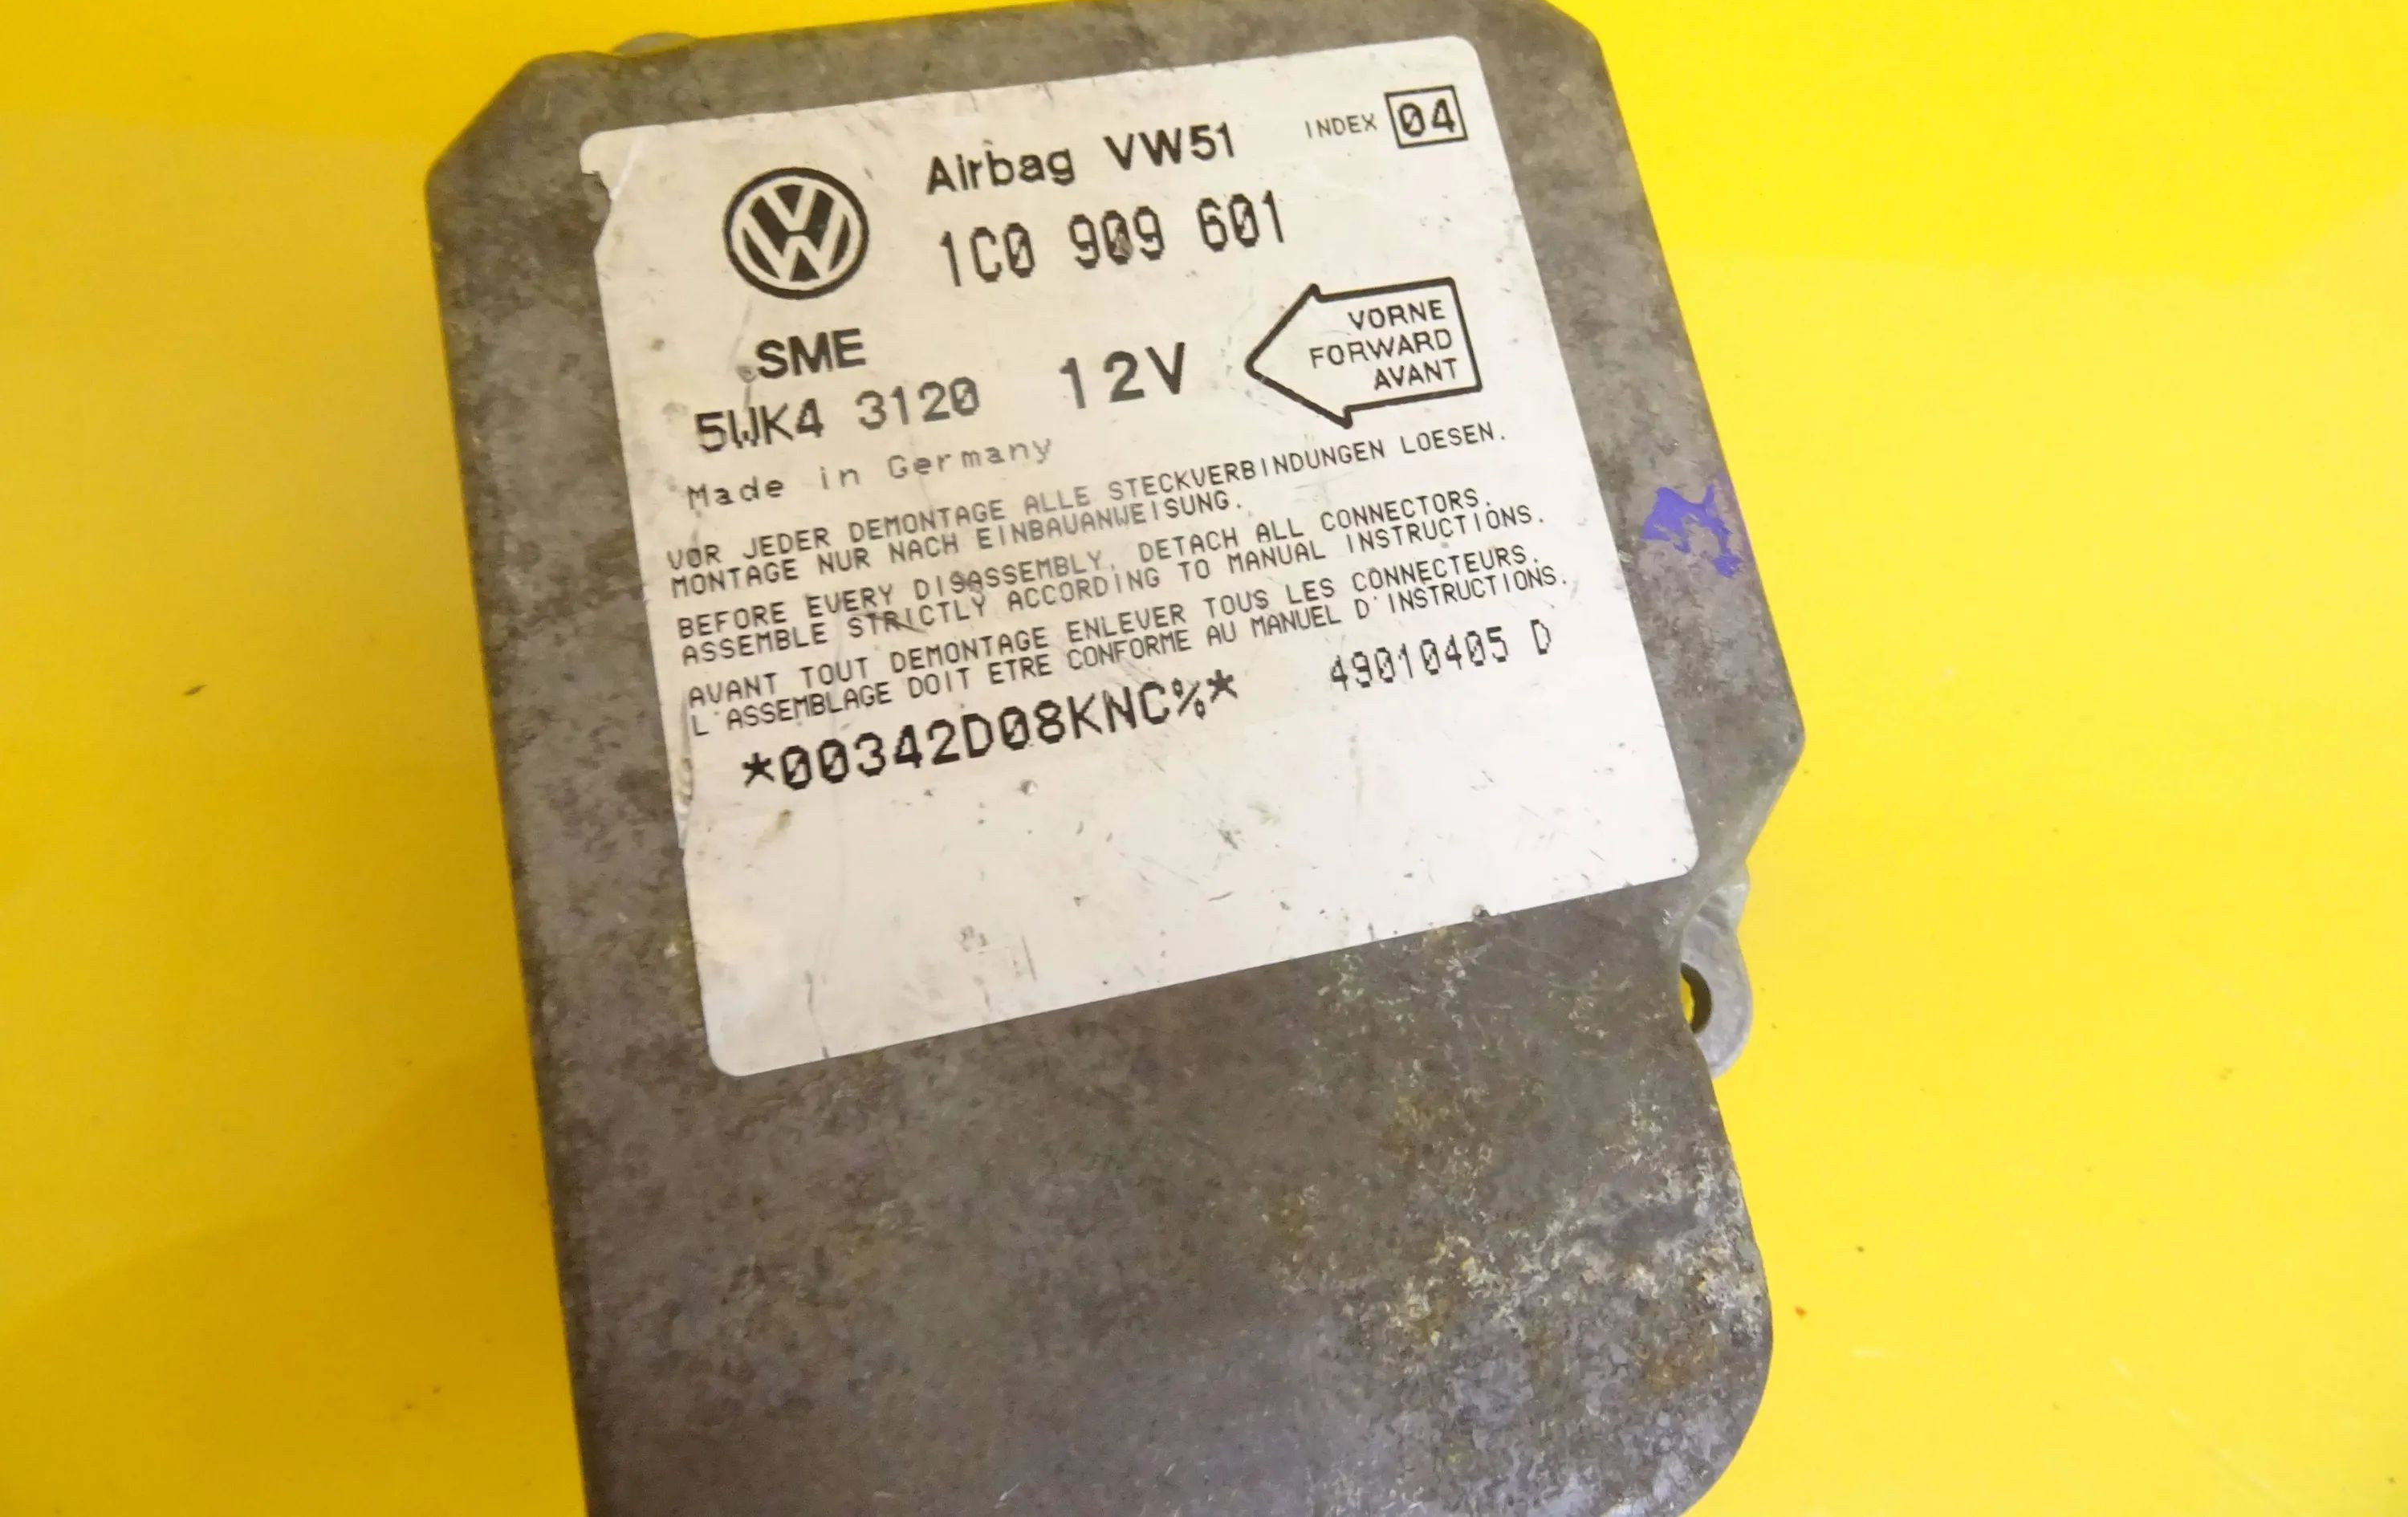 Airbag VW51
INDEX 04
1C0 909 601
SME
5WK4 3120 12V
VORNE
FORWARD
AVANT
Made in Germany
VOR JEDER DEMONTAGE ALLE STECKVERBINDUNGEN LOESEN.
MONTAGE NUR NACH EINBAUANWEISUNG.
BEFORE EVERY DISASSEMBLY, DETACH ALL CONNECTORS.
ASSEMBLE STRICTLY ACCORDING TO MANUAL INSTRUCTIONS.
AVANT TOUT DEMONTAGE ENLEVER TOUS LES CONNECTEURS.
L'ASSEMBLAGE DOIT ETRE CONFORME AU MANUEL D'INSTRUCTIONS.
*00342D08KNC%* 49010405 D